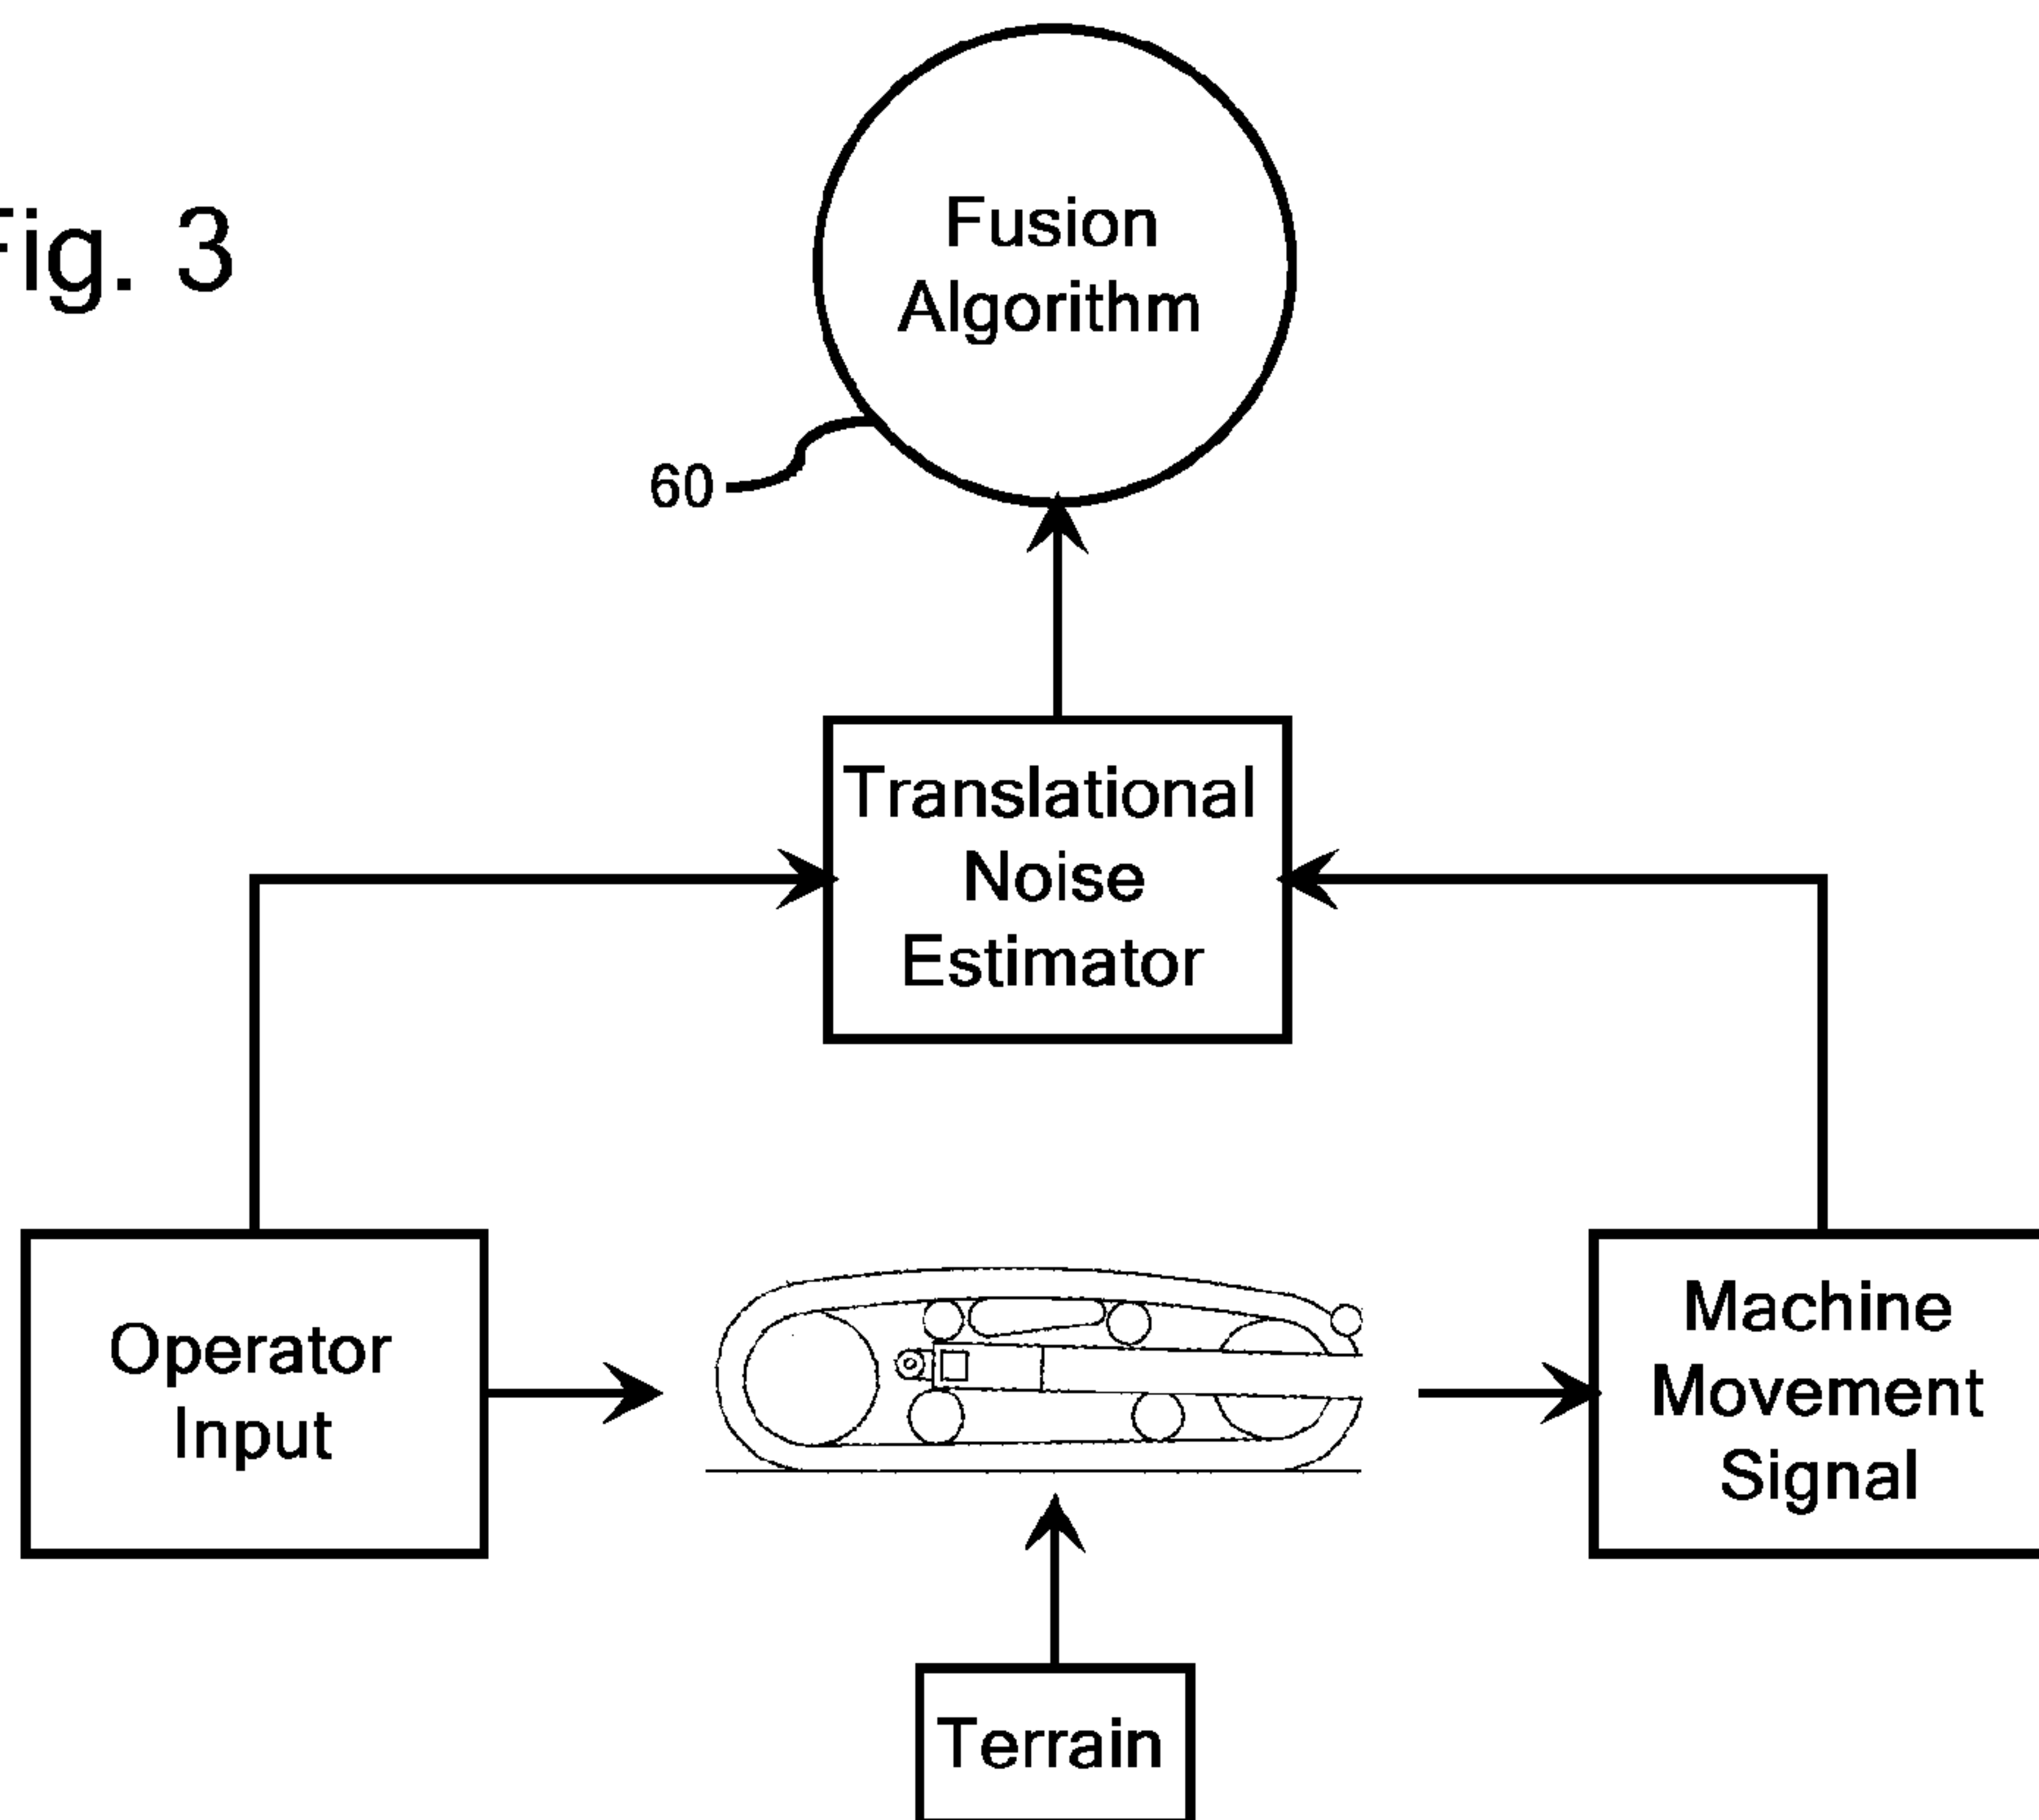 Fig. 3
Fusion
Algorithm
60
Translational
Noise
Estimator
Operator
Input
Machine
Movement
Signal
Terrain